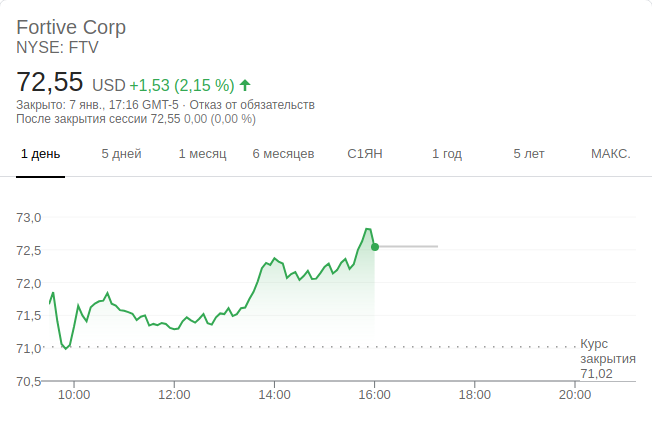 Fortive Corp
NYSE: FTV
72,55 USD +1,53 (2,15 %)
Закрыто: 7 янв., 17:16 GMT-5 · Отказ от обязательств
После закрытия сессии 72,55 0,00 (0,00 %)
1 день 5 дней 1 месяц 6 месяцев С1ЯН 1 год 5 лет МАКС.
73,0
72,5
72,0
71,5
71,0
70,5
Курс
закрытия
71,02
10:00 12:00 14:00 16:00 18:00 20:00